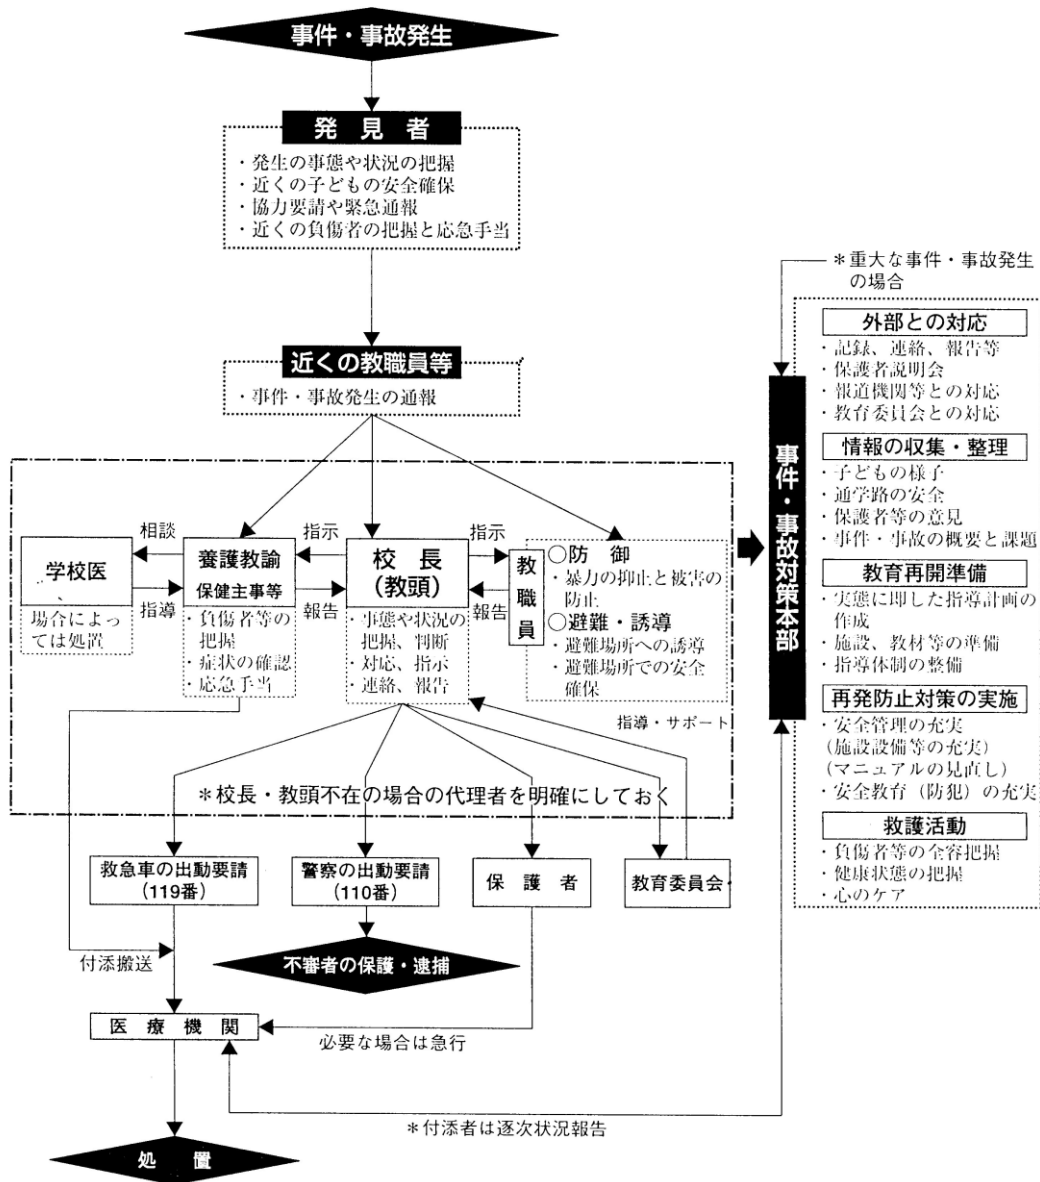 事件・事故発生
発見者
・発生の事態や状況の把握
・近くの子どもの安全確保
・協力要請や緊急通報
・近くの負傷者の把握と応急手当
近くの教職員等
・事件・事故発生の通報
学校医
場合によっ
ては処置
相談
指導
養護教諭
保健主事等
・負傷者等の
把握
・症状の確認
・応急手当
指示
報告
校長
(教頭)
・事態や状況の
把握、判断
・対応、指示
・連絡、報告
指示
報告
教職員
○防御
・暴力の抑止と被害の
防止
○避難・誘導
・避難場所への誘導
・避難場所での安全
確保
指導・サポート
＊校長・教頭不在の場合の代理者を明確にしておく
救急車の出動要請
(119番)
警察の出動要請
(110番)
保護者
教育委員会
付添搬送
不審者の保護・逮捕
医療機関
必要な場合は急行
＊付添者は逐次状況報告
処置
＊重大な事件・事故発生
の場合
事件・事故対策本部
外部との対応
・記録、連絡、報告等
・保護者説明会
・報道機関等との対応
・教育委員会との対応
情報の収集・整理
・子どもの様子
・通学路の安全
・保護者等の意見
・事件・事故の概要と課題
教育再開準備
・実態に即した指導計画の
作成
・施設、教材等の準備
・指導体制の整備
再発防止対策の実施
・安全管理の充実
(施設設備等の充実)
(マニュアルの見直し)
・安全教育（防犯）の充実
救護活動
・負傷者等の全容把握
・健康状態の把握
・心のケア